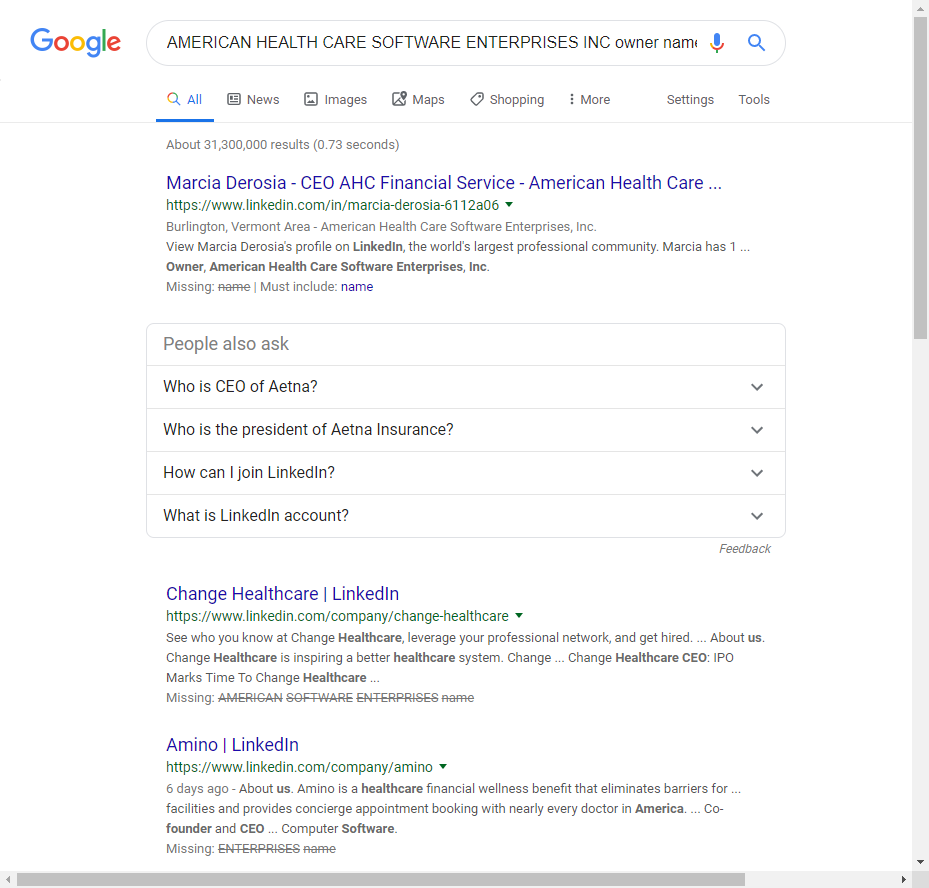 Google
AMERICAN HEALTH CARE SOFTWARE ENTERPRISES INC owner name
All News Images Maps Shopping More Settings Tools
About 31,300,000 results (0.73 seconds)
Marcia Derosia - CEO AHC Financial Service - American Health Care ...
https://www.linkedin.com/in/marcia-derosia-6112a06
Burlington, Vermont Area - American Health Care Software Enterprises, Inc.
View Marcia Derosia's profile on LinkedIn, the world's largest professional community. Marcia has 1 ...
Owner, American Health Care Software Enterprises, Inc.
Missing: name | Must include: name
People also ask
Who is CEO of Aetna?
Who is the president of Aetna Insurance?
How can I join LinkedIn?
What is LinkedIn account?
Feedback
Change Healthcare | LinkedIn
https://www.linkedin.com/company/change-healthcare
See who you know at Change Healthcare, leverage your professional network, and get hired. ... About us.
Change Healthcare is inspiring a better healthcare system. Change ... Change Healthcare CEO: IPO
Marks Time To Change Healthcare ...
Missing: AMERICAN SOFTWARE ENTERPRISES name
Amino | LinkedIn
https://www.linkedin.com/company/amino
6 days ago - About us. Amino is a healthcare financial wellness benefit that eliminates barriers for ...
facilities and provides concierge appointment booking with nearly every doctor in America. ... Co-
founder and CEO ... Computer Software.
Missing: ENTERPRISES name